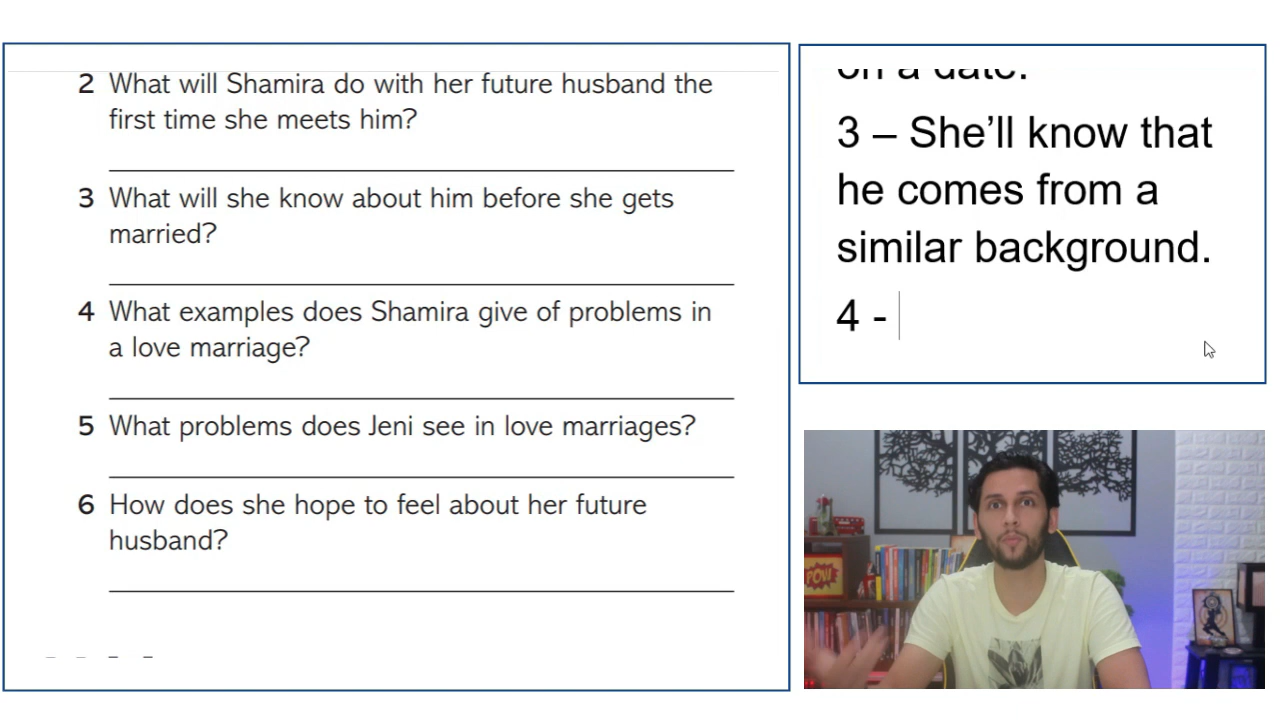 2 What will Shamira do with her future husband the
first time she meets him?
3 What will she know about him before she gets
married?
4 What examples does Shamira give of problems in
a love marriage?
5 What problems does Jeni see in love marriages?
6 How does she hope to feel about her future
husband?
on a date.
3 – She’ll know that
he comes from a
similar background.
4 -
POW